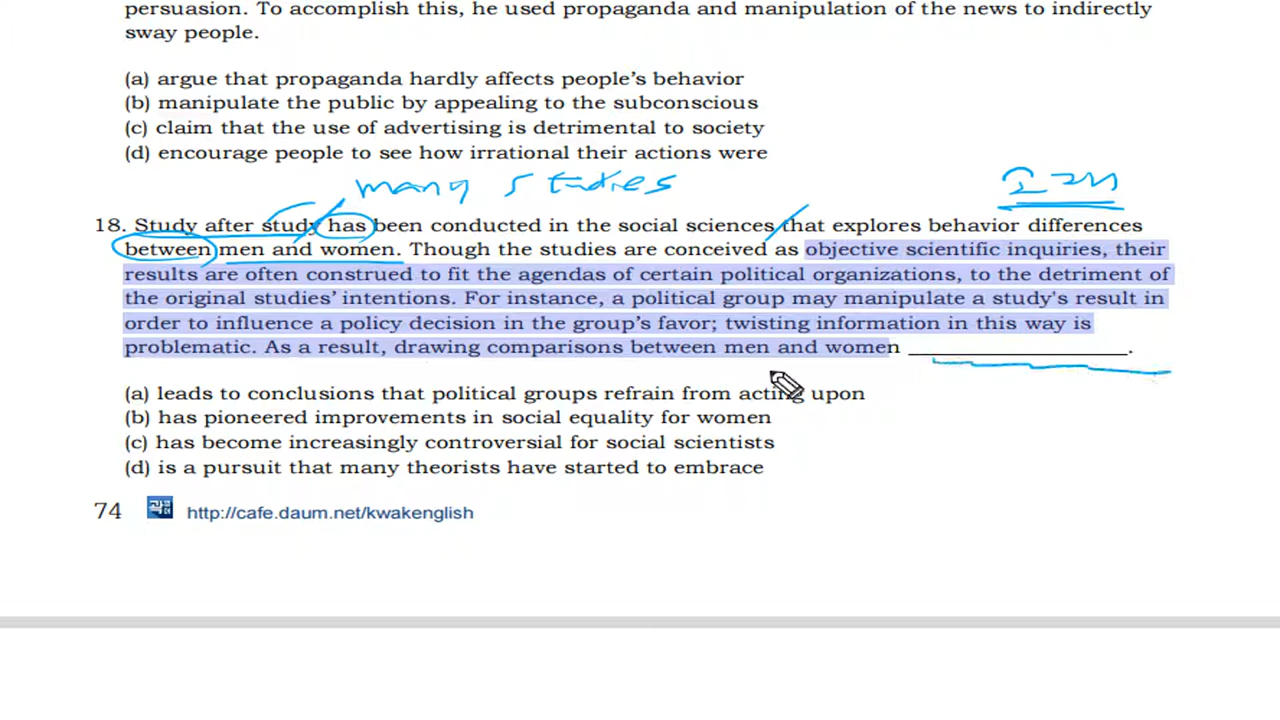 persuasion. To accomplish this, he used propaganda and manipulation of the news to indirectly
sway people.
(a) argue that propaganda hardly affects people's behavior
(b) manipulate the public by appealing to the subconscious
(c) claim that the use of advertising is detrimental to society
(d) encourage people to see how irrational their actions were
many studies
18. Study after study has been conducted in the social sciences that explores behavior differences
between men and women. Though the studies are conceived as objective scientific inquiries, their
results are often construed to fit the agendas of certain political organizations, to the detriment of
the original studies' intentions. For instance, a political group may manipulate a study's result in
order to influence a policy decision in the group's favor; twisting information in this way is
problematic. As a result, drawing comparisons between men and women ____________________.
(a) leads to conclusions that political groups refrain from acting upon
(b) has pioneered improvements in social equality for women
(c) has become increasingly controversial for social scientists
(d) is a pursuit that many theorists have started to embrace
74 http://cafe.daum.net/kwakenglish